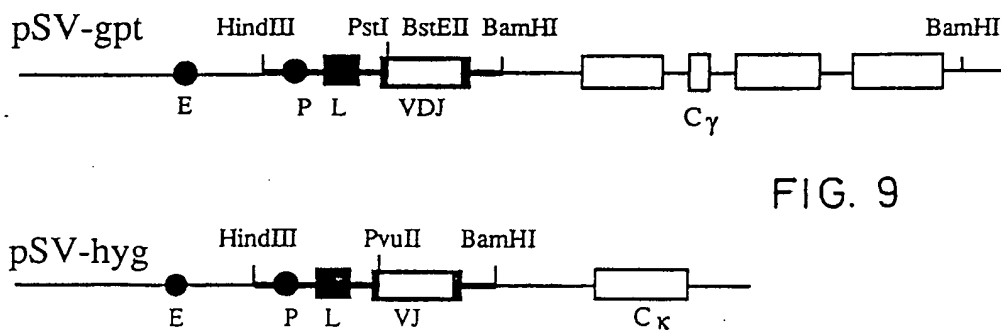 pSV-gpt
HindIII PstI BstEII BamHI BamHI
E P L VDJ Cγ
FIG. 9
pSV-hyg
HindIII PvuII BamHI
E P L VJ Cκ